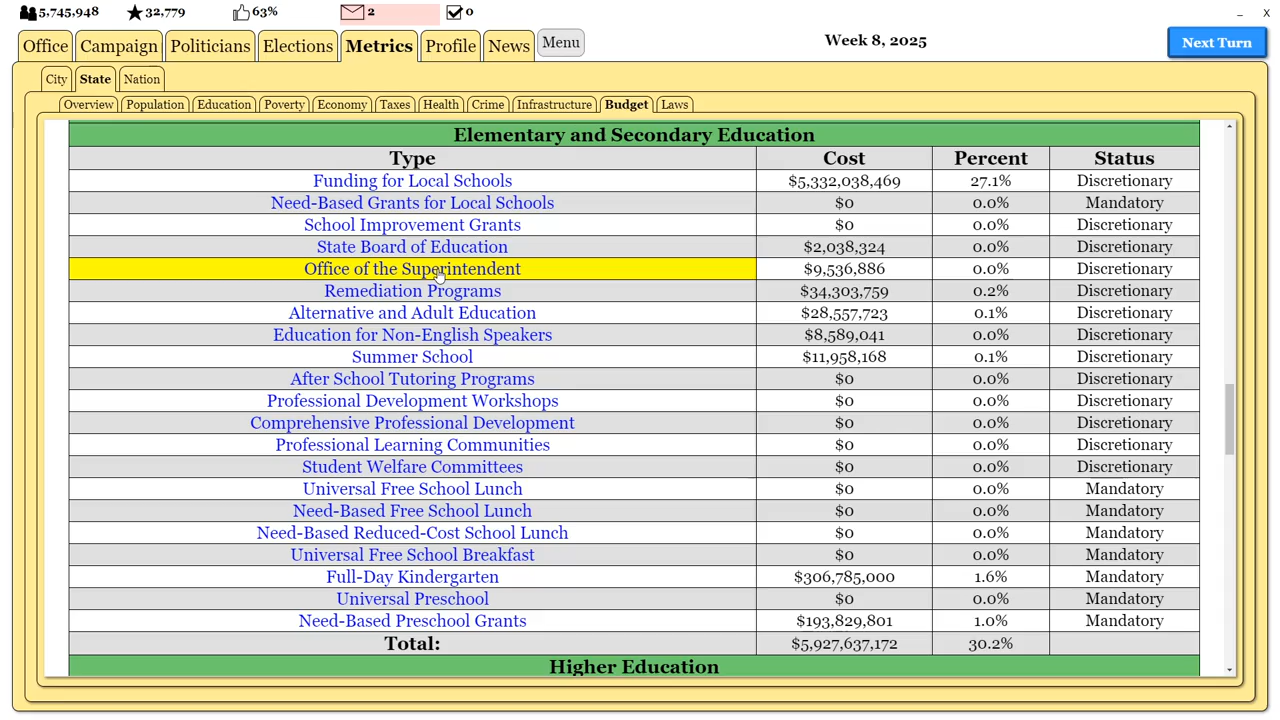 5,745,948 32,779 63% 2 0 _ X
Office Campaign Politicians Elections Metrics Profile News Menu Week 8, 2025 Next Turn
City State Nation
Overview Population Education Poverty Economy Taxes Health Crime Infrastructure Budget Laws
Elementary and Secondary Education
Type Cost Percent Status
Funding for Local Schools $5,332,038,469 27.1% Discretionary
Need-Based Grants for Local Schools $0 0.0% Mandatory
School Improvement Grants $0 0.0% Discretionary
State Board of Education $2,038,324 0.0% Discretionary
Office of the Superintendent $9,536,886 0.0% Discretionary
Remediation Programs $34,303,759 0.2% Discretionary
Alternative and Adult Education $28,557,723 0.1% Discretionary
Education for Non-English Speakers $8,589,041 0.0% Discretionary
Summer School $11,958,168 0.1% Discretionary
After School Tutoring Programs $0 0.0% Discretionary
Professional Development Workshops $0 0.0% Discretionary
Comprehensive Professional Development $0 0.0% Discretionary
Professional Learning Communities $0 0.0% Discretionary
Student Welfare Committees $0 0.0% Discretionary
Universal Free School Lunch $0 0.0% Mandatory
Need-Based Free School Lunch $0 0.0% Mandatory
Need-Based Reduced-Cost School Lunch $0 0.0% Mandatory
Universal Free School Breakfast $0 0.0% Mandatory
Full-Day Kindergarten $306,785,000 1.6% Mandatory
Universal Preschool $0 0.0% Mandatory
Need-Based Preschool Grants $193,829,801 1.0% Mandatory
Total: $5,927,637,172 30.2%
Higher Education